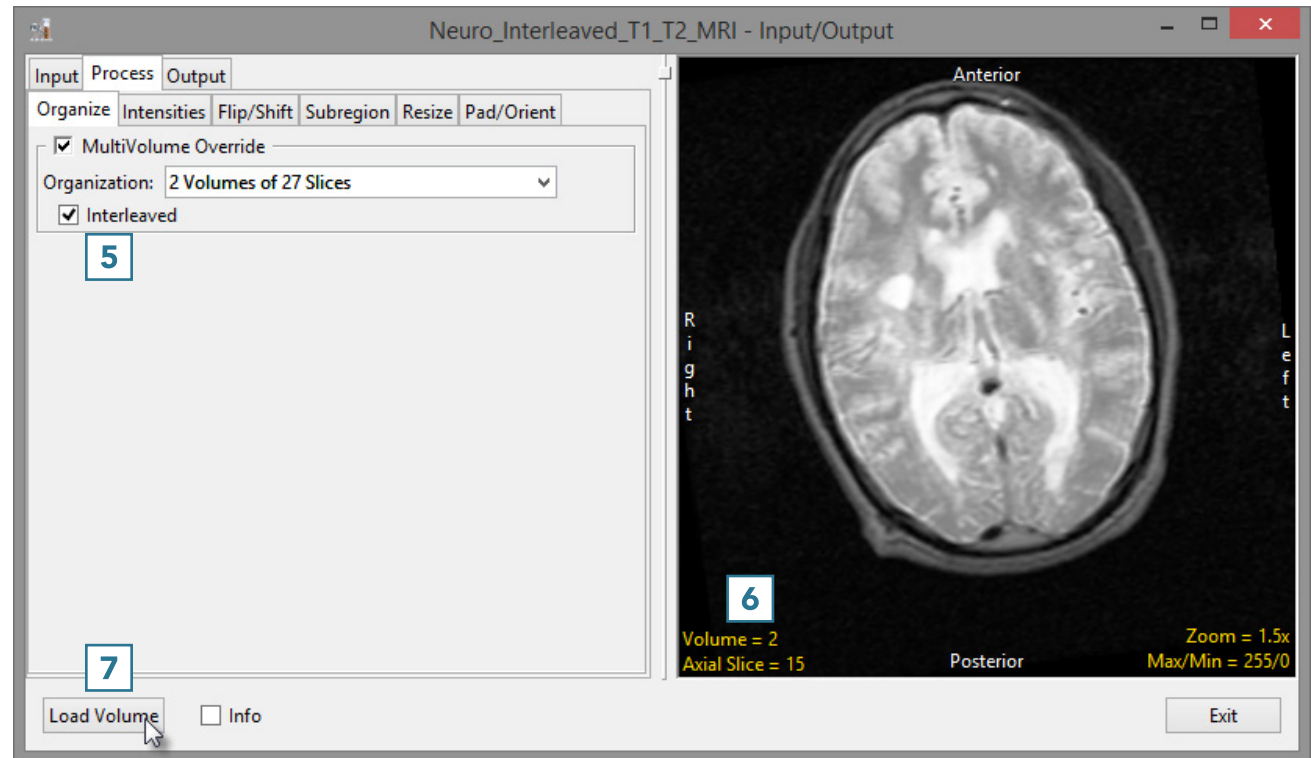 Neuro_Interleaved_T1_T2_MRI - Input/Output
Input Process Output
Organize Intensities Flip/Shift Subregion Resize Pad/Orient
MultiVolume Override
Organization: 2 Volumes of 27 Slices
Interleaved
5
Anterior
Right
Left
6
Volume = 2
Axial Slice = 15
Posterior
Zoom = 1.5x
Max/Min = 255/0
7
Load Volume
Info
Exit